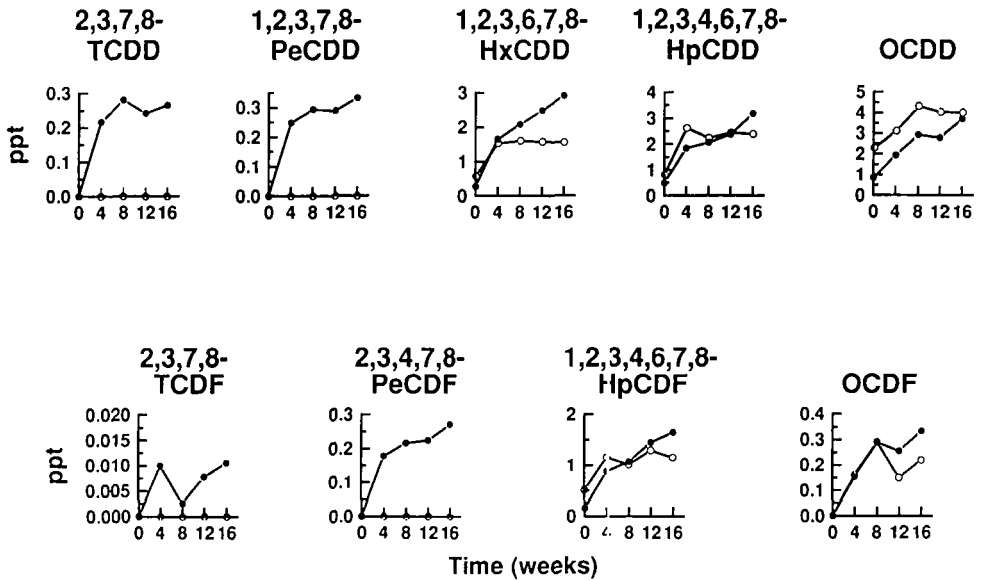 2,3,7,8-
TCDD
1,2,3,7,8-
PeCDD
1,2,3,6,7,8-
HxCDD
1,2,3,4,6,7,8-
HpCDD
OCDD
ppt
0.3
0.2
0.1
0.0
0 4 8 12 16
0.3
0.2
0.1
0.0
0 4 8 12 16
3
2
1
0
0 4 8 12 16
4
3
2
1
0
0 4 8 12 16
5
4
3
2
1
0
0 4 8 12 16
2,3,7,8-
TCDF
2,3,4,7,8-
PeCDF
1,2,3,4,6,7,8-
HpCDF
OCDF
ppt
0.020
0.015
0.010
0.005
0.000
0 4 8 12 16
0.3
0.2
0.1
0.0
0 4 8 12 16
2
1
0
0 4 8 12 16
0.4
0.3
0.2
0.1
0.0
0 4 8 12 16
Time (weeks)